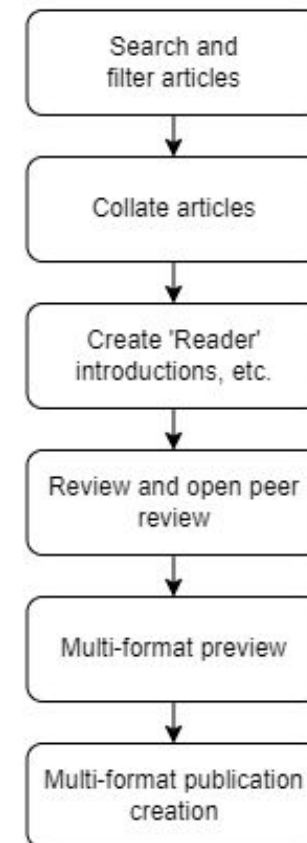 Search and
filter articles
Collate articles
Create 'Reader'
introductions, etc.
Review and open peer
review
Multi-format preview
Multi-format publication
creation